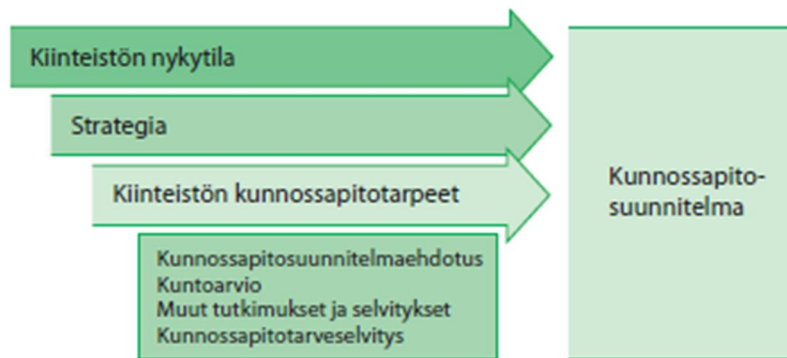 Kiinteistön nykytila
Strategia
Kiinteistön kunnossapitotarpeet
Kunnossapitosuunnitelmaehdotus
Kuntoarvio
Muut tutkimukset ja selvitykset
Kunnossapitotarveselvitys
Kunnossapito-
suunnitelma